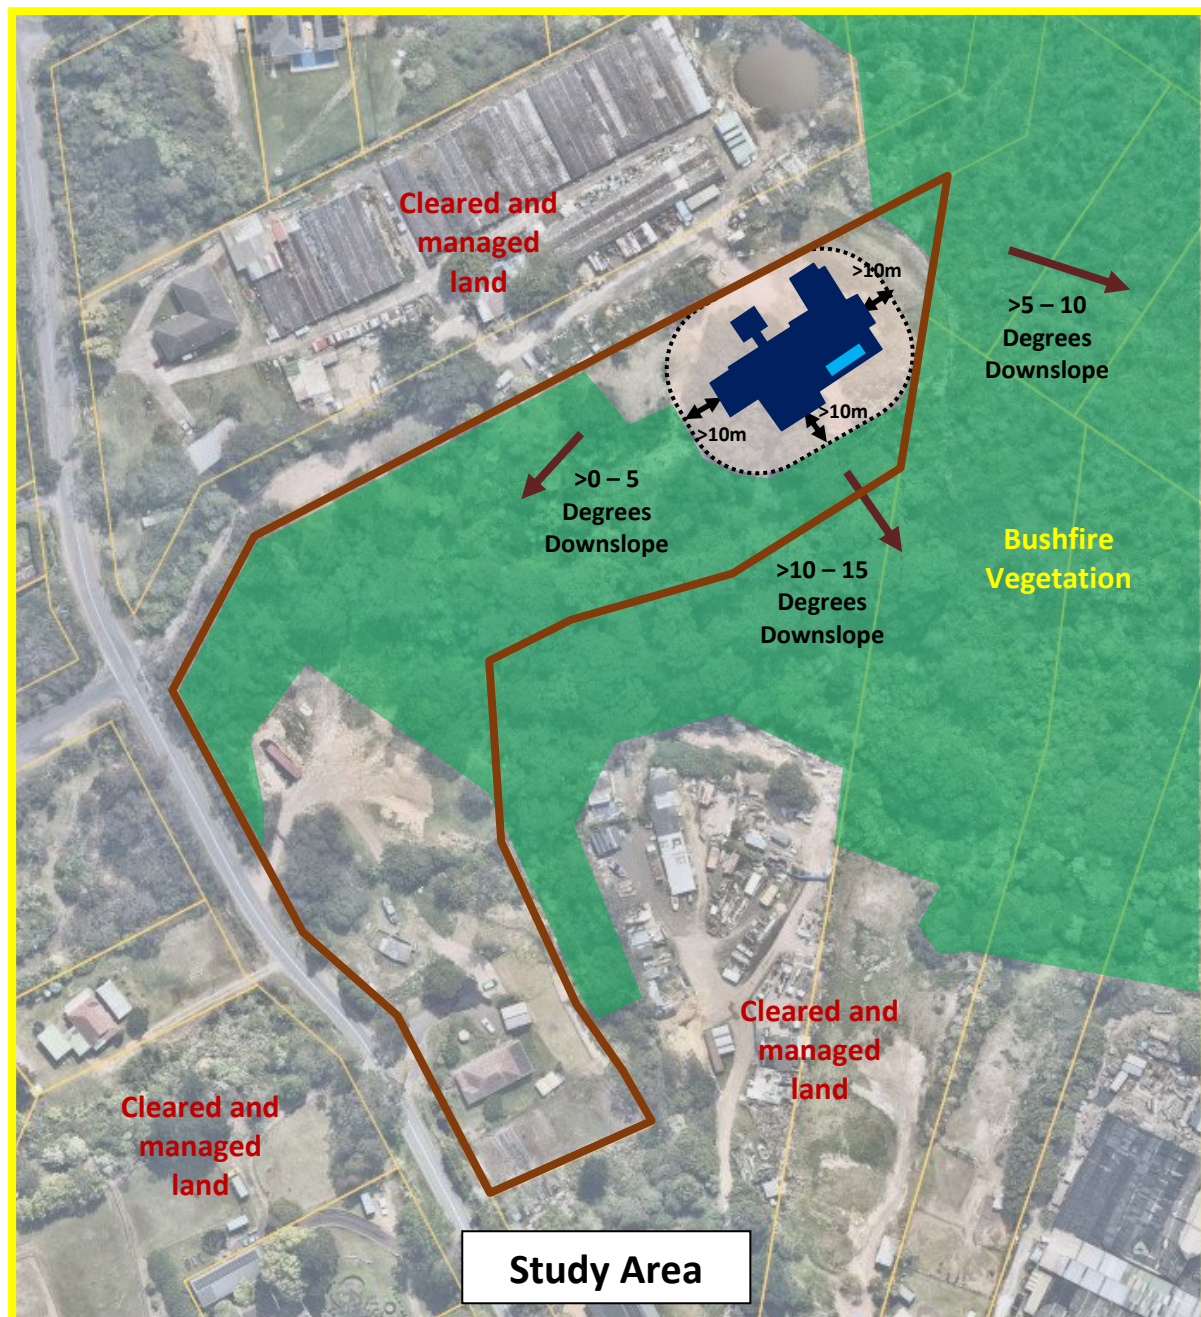 Cleared and
managed
land
>10m
>5 – 10
Degrees
Downslope
>10m
>10m
>0 – 5
Degrees
Downslope
Bushfire
Vegetation
>10 – 15
Degrees
Downslope
Cleared and
managed
land
Cleared and
managed
land
Study Area